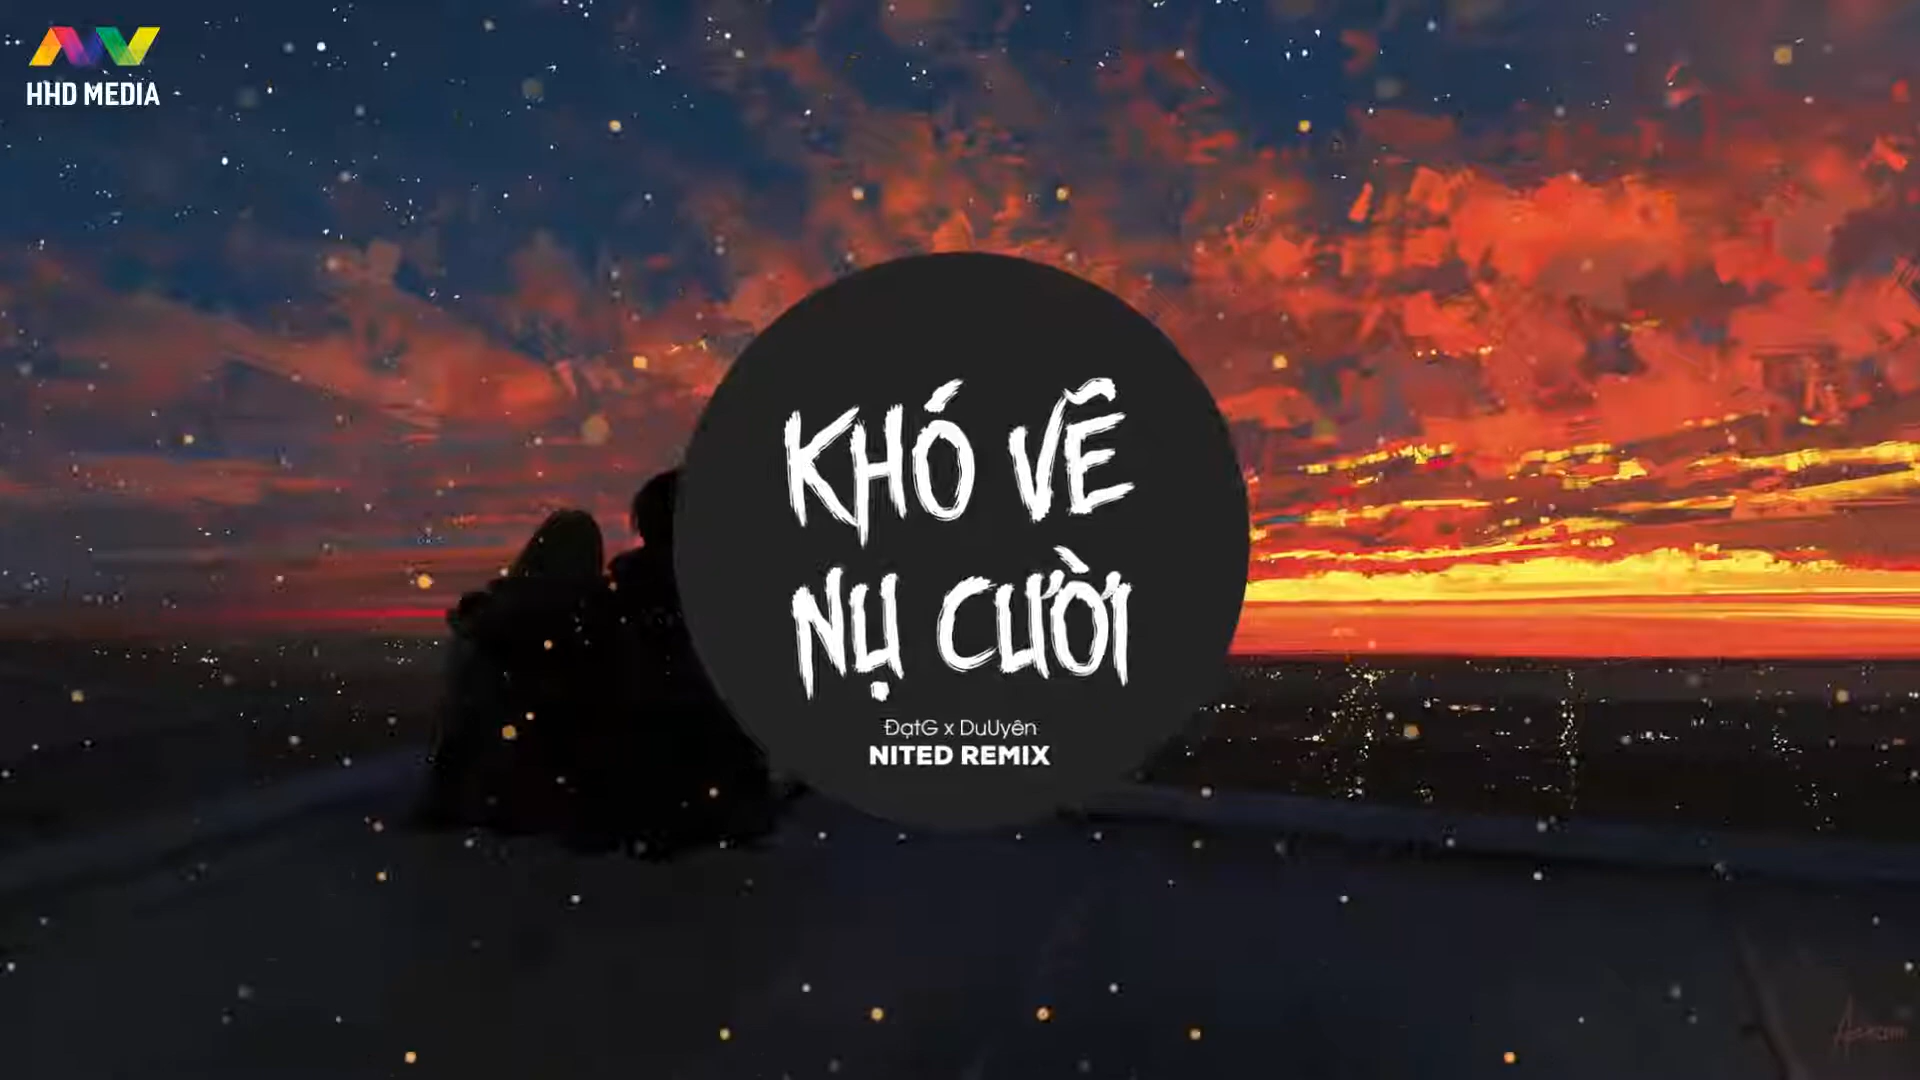 HHD MEDIA
KHÓ VẼ
NỤ CƯỜI
ĐạtG x DuUyên
NITED REMIX